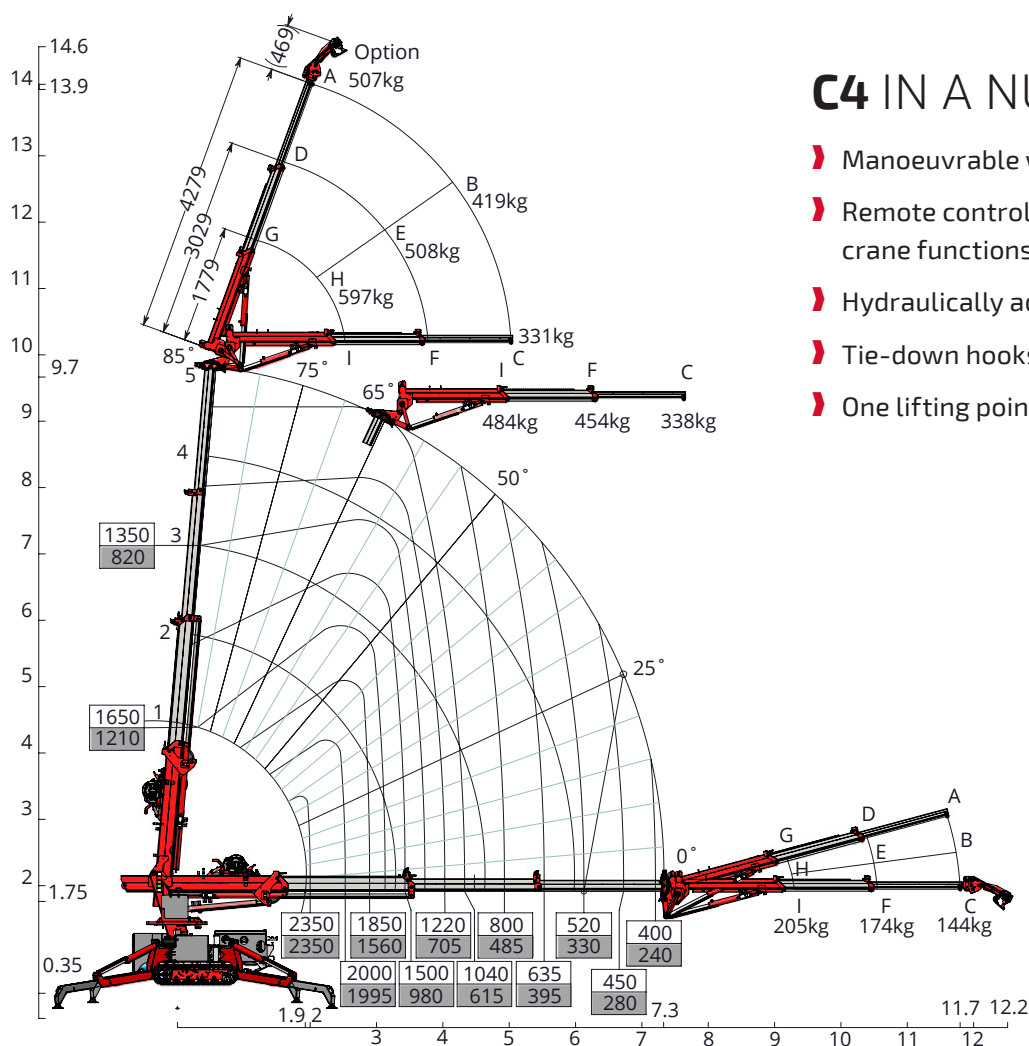 14.6
14
13.9
13
12
11
10
9.7
9
8
7
6
5
4
3
2
1.75
0.35
(469)
Option
A
507kg
4279
3029
1779
D
G
B
419kg
E
508kg
H
597kg
331kg
I
F
C
85°
5
75°
65°
I
F
C
484kg
454kg
338kg
50°
4
3
1350
820
2
1
1650
1210
25°
0°
G
D
A
H
E
B
I
F
C
205kg
174kg
144kg
2350
2350
1850
1560
1220
705
800
485
520
330
400
240
2000
1995
1500
980
1040
615
635
395
450
280
1.9
2
3
4
5
6
7
7.3
8
9
10
11
11.7
12
12.2
C4 IN A NU
Manoeuvrable
Remote control
crane functions
Hydraulically ac
Tie-down hooks
One lifting poin